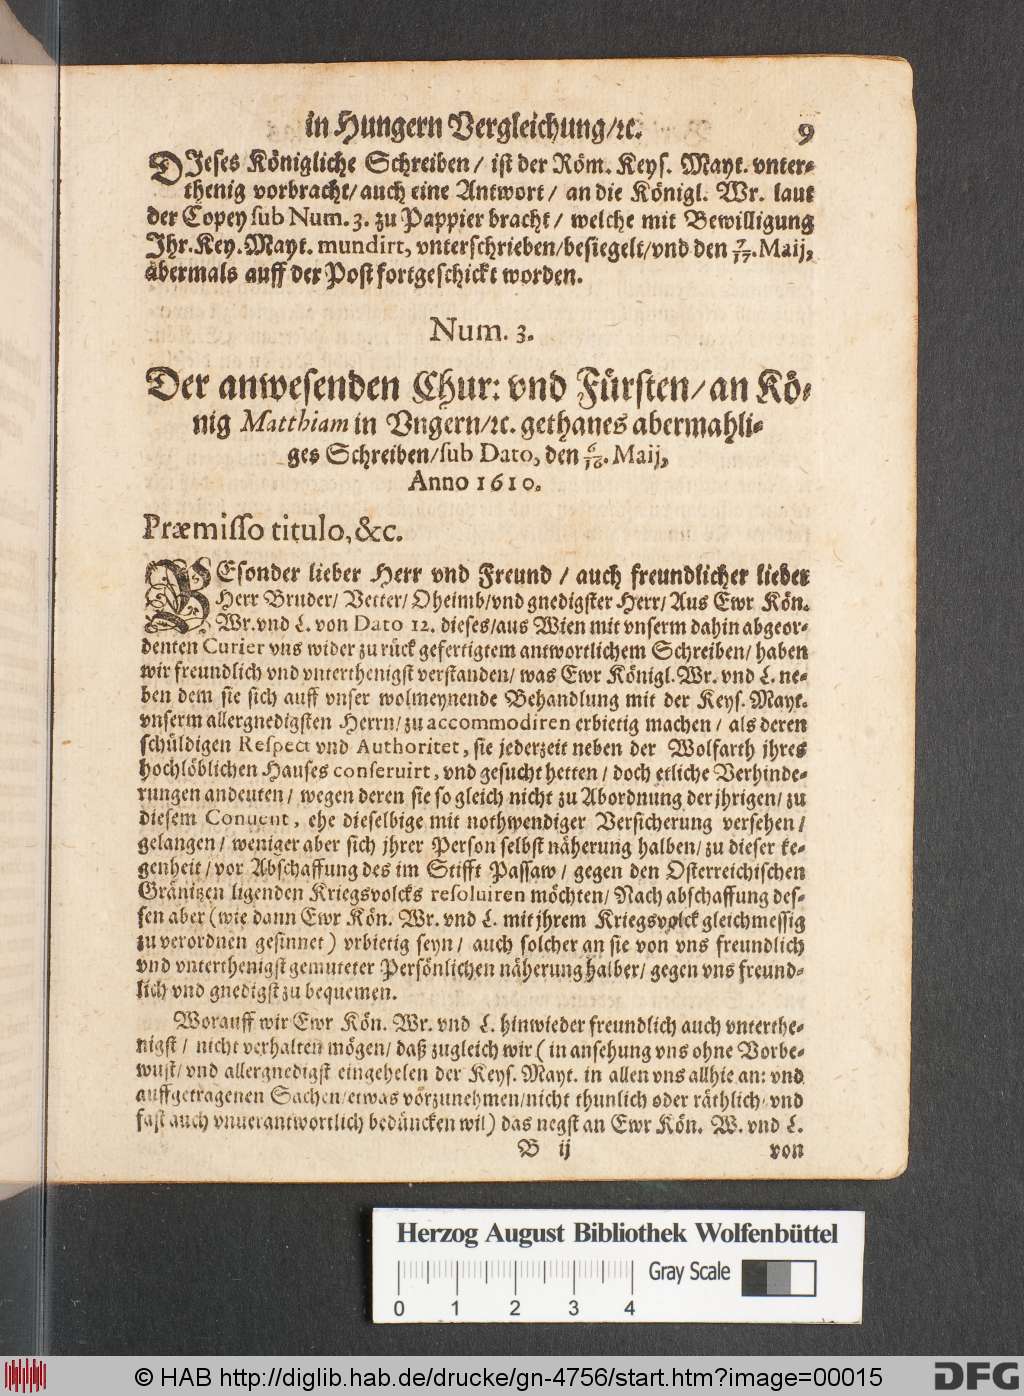 in Hungern Vergleichung/ꝛc. 9
DIeses Königliche Schreiben/ ist der Röm. Keys. Mayt. vnter-
thenig vorbracht/ auch eine Antwort/ an die Königl. Wr. laut
der Copey sub Num. 3. zu Pappier bracht/ welche mit Bewilligung
Ihr. Key. Mayt. mundirt, vnterschrieben/besiegelt/vnd den 7/17. Maij,
abermals auff der Post fortgeschickt worden.
Num. 3.
Der anwesenden Chur: vnd Fürsten/ an Kö-
nig Matthiam in Vngern/ꝛc. gethanes abermahli-
ges Schreiben/sub Dato, den 6/16. Maij,
Anno 1610.
Præmisso titulo, &c.
BEsonder lieber Herr vnd Freund / auch freundlicher lieber
Herr Bruder/ Vetter/ Oheimb/vnd gnedigster Herr/ Aus Ewr Kön.
Wr. vnd L. von Dato 12. dieses/aus Wien mit vnserm dahin abgeor-
denten Curier vns wider zu rück gefertigtem antwortlichem Schreiben/ haben
wir freundlich vnd vnterthenigst verstanden/ was Ewr Königl. Wr. vnd L. ne-
ben dem sie sich auff vnser wolmeynende Behandlung mit der Keys. Mayt.
vnserm allergnedigsten Herrn/ zu accommodiren erbietig machen / als deren
schüldigen Respect vnd Authoritet, sie jederzeit neben der Wolfarth jhres
hochlöblichen Hauses conservirt, vnd gesucht hetten / doch etliche Verhinde-
rungen andeuten / wegen deren sie so gleich nicht zu Abordnung der jhrigen/ zu
diesem Conuent, ehe dieselbige mit nothwendiger Versicherung versehen /
gelangen / weniger aber sich jhrer Person selbst näherung halben/ zu dieser ke-
genheit / vor Abschaffung des im Stifft Passaw / gegen den Osterreichischen
Gränitzen ligenden Kriegsvolcks resoluiren möchten/ Nach abschaffung des-
sen aber ( wie dann Ewr Kön. Wr. vnd L. mit jhrem Kriegsvolck gleichmessig
zu verordnen gesinnet ) vrbietig seyn / auch solcher an sie von vns freundlich
vnd vnterthenigst gemuteter Persönlichen näherung halber/ gegen vns freund-
lich vnd gnedigst zu bequemen.
Worauff wir Ewr Kön. Wr. vnd L. hinwieder freundlich auch vnterthe-
nigst / nicht verhalten mögen/ daß zugleich wir ( in ansehung vns ohne Vorbe-
wust/ vnd allergnedigst eingehelen der Keys. Mayt. in allen vns allhie an: vnd
auffgetragenen Sachen/etwas vörzunehmen/nicht thunlich oder räthlich/ vnd
fast auch vnuerantwortlich bedüncken wil ) das negst an Ewr Kön. W. vnd L.
B ij von
Herzog August Bibliothek Wolfenbüttel
Gray Scale
0 1 2 3 4
© HAB http://diglib.hab.de/drucke/gn-4756/start.htm?image=00015
DFG